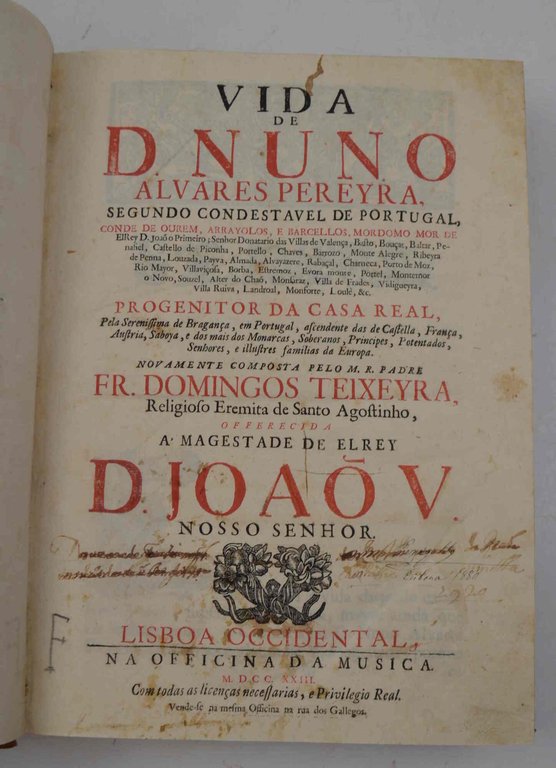 VIDA
DE
D. NUNO
ALVARES PEREYRA,
SEGUNDO CONDESTAVEL DE PORTUGAL,
CONDE DE OUREM, ARRAYOLOS, E BARCELLOS, MORDOMO MOR DE
ElRey D. Joaõ o Primeiro; Senhor Donatario das Villas de Valença, Basto, Bouças, Baltar, Pe-
nafiel, Castello de Piconha, Portello, Chaves, Barrozo, Monte Alegre, Ribeyra
de Penna, Louzada, Payva, Almada, Alvayzere, Rabaçal, Charneca, Porto de Moz,
Rio Mayor, Villaviçosa, Borba, Estremoz, Evora monte, Portel, Montemor
o Novo, Souzel, Alter do Chaõ, Monsaraz, Villa de Frades, Vidigueyra,
Villa Ruiva, Landroal, Monforte, Loulé, &c.
PROGENITOR DA CASA REAL,
Pela Serenissima de Bragança, em Portugal, ascendente das de Castella, França,
Austria, Saboya, e dos mais dos Monarcas, Soberanos, Principes, Potentados,
Senhores, e illustres familias da Europa.
NOVAMENTE COMPOSTA PELO M. R. PADRE
FR. DOMINGOS TEIXEYRA,
Religioso Eremita de Santo Agostinho,
OFFERECIDA
A' MAGESTADE DE ELREY
D. JOAÕ V.
NOSSO SENHOR.
LISBOA OCCIDENTAL,
NA OFFICINA DA MUSICA.
M. DCC. XXIII.
Com todas as licenças necessarias, e Privilegio Real.
Vende-se na mesma Officina na rua dos Gallegos.